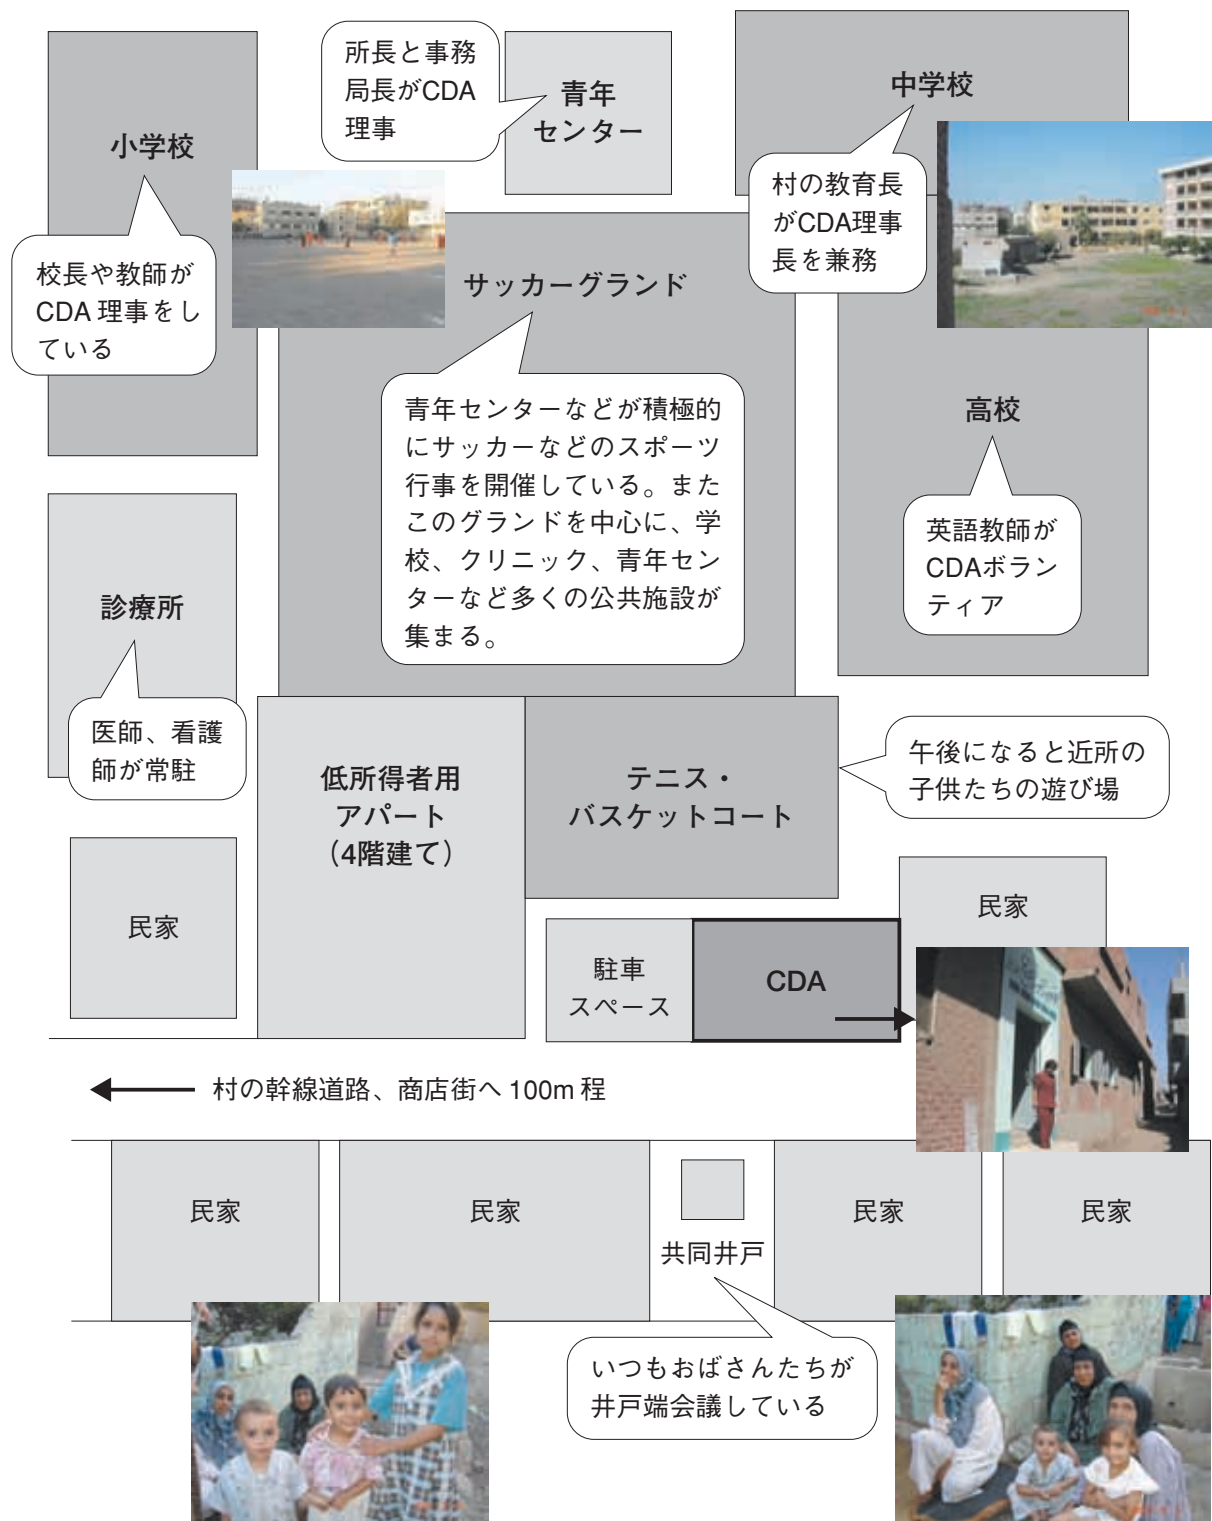 所長と事務
局長がCDA
理事
青年
センター
中学校
小学校
村の教育長
がCDA理事
長を兼務
校長や教師が
CDA理事をし
ている
サッカーグランド
青年センターなどが積極的
にサッカーなどのスポーツ
行事を開催している。また
このグランドを中心に、学
校、クリニック、青年セン
ターなど多くの公共施設が
集まる。
高校
英語教師が
CDAボラン
ティア
診療所
医師、看護
師が常駐
低所得者用
アパート
（4階建て）
テニス・
バスケットコート
午後になると近所の
子供たちの遊び場
民家
民家
駐車
スペース
CDA
村の幹線道路、商店街へ 100m 程
民家
民家
共同井戸
民家
民家
いつもおばさんたちが
井戸端会議している